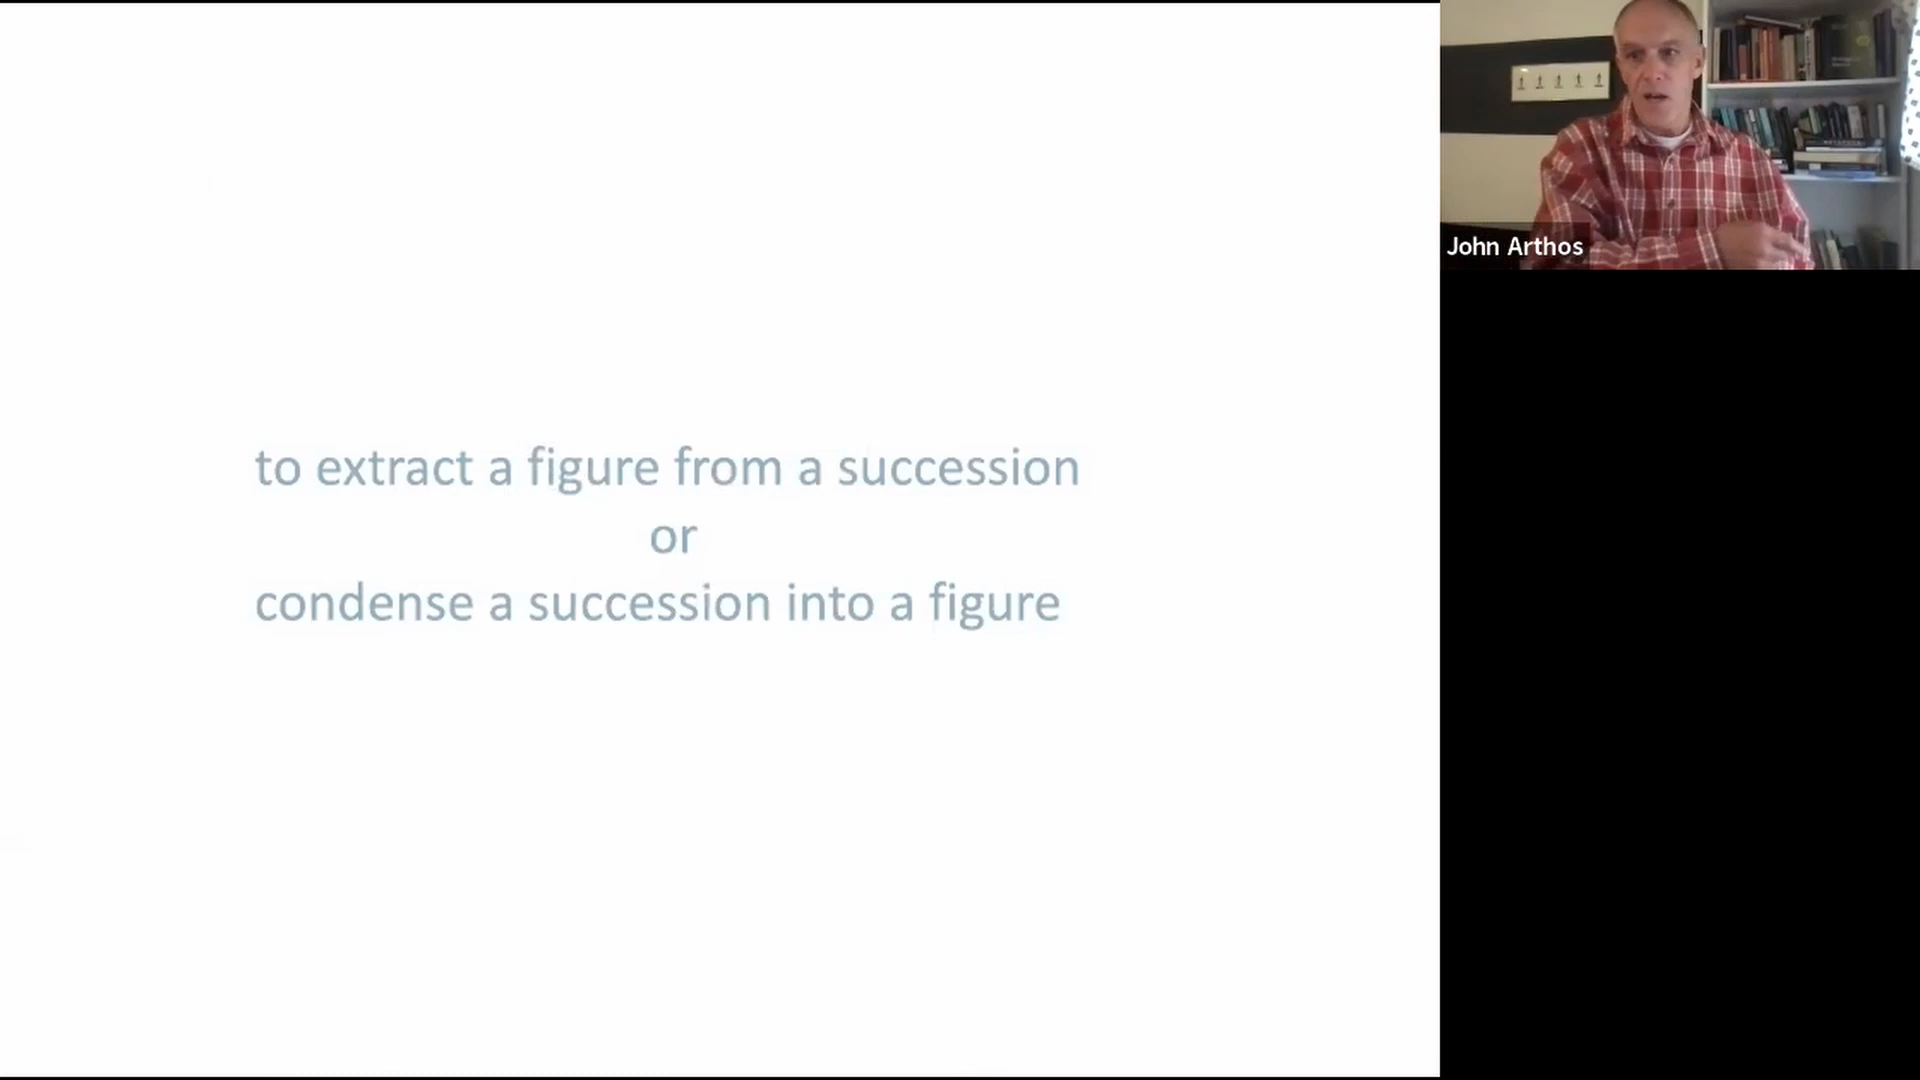 to extract a figure from a succession
or
condense a succession into a figure
John Arthos